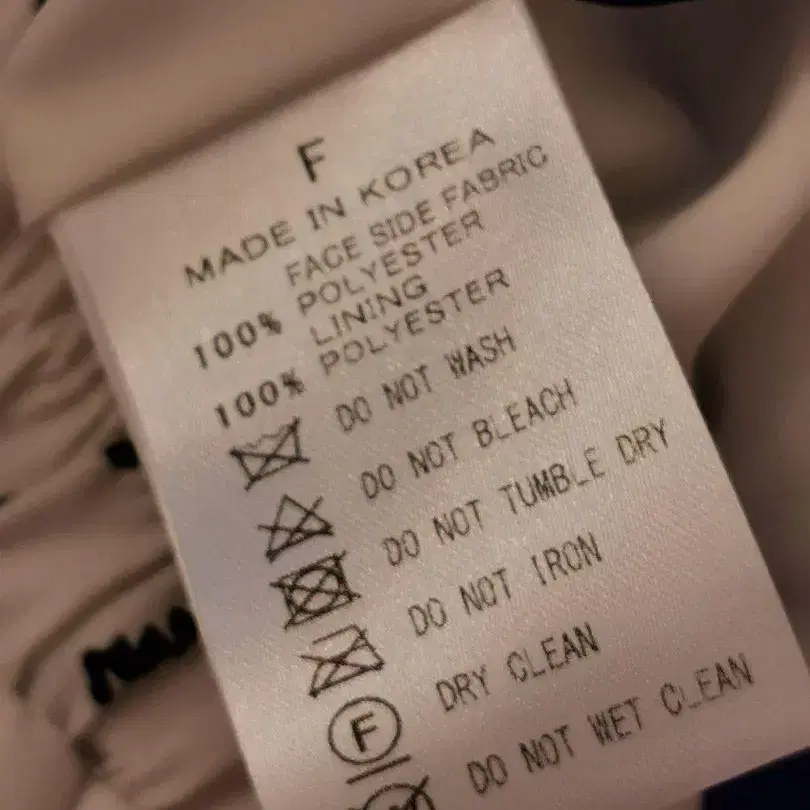 F
MADE IN KOREA
FACE SIDE FABRIC
100% POLYESTER
LINING
100% POLYESTER
DO NOT WASH
DO NOT BLEACH
DO NOT TUMBLE DRY
DO NOT IRON
F DRY CLEAN
DO NOT WET CLEAN